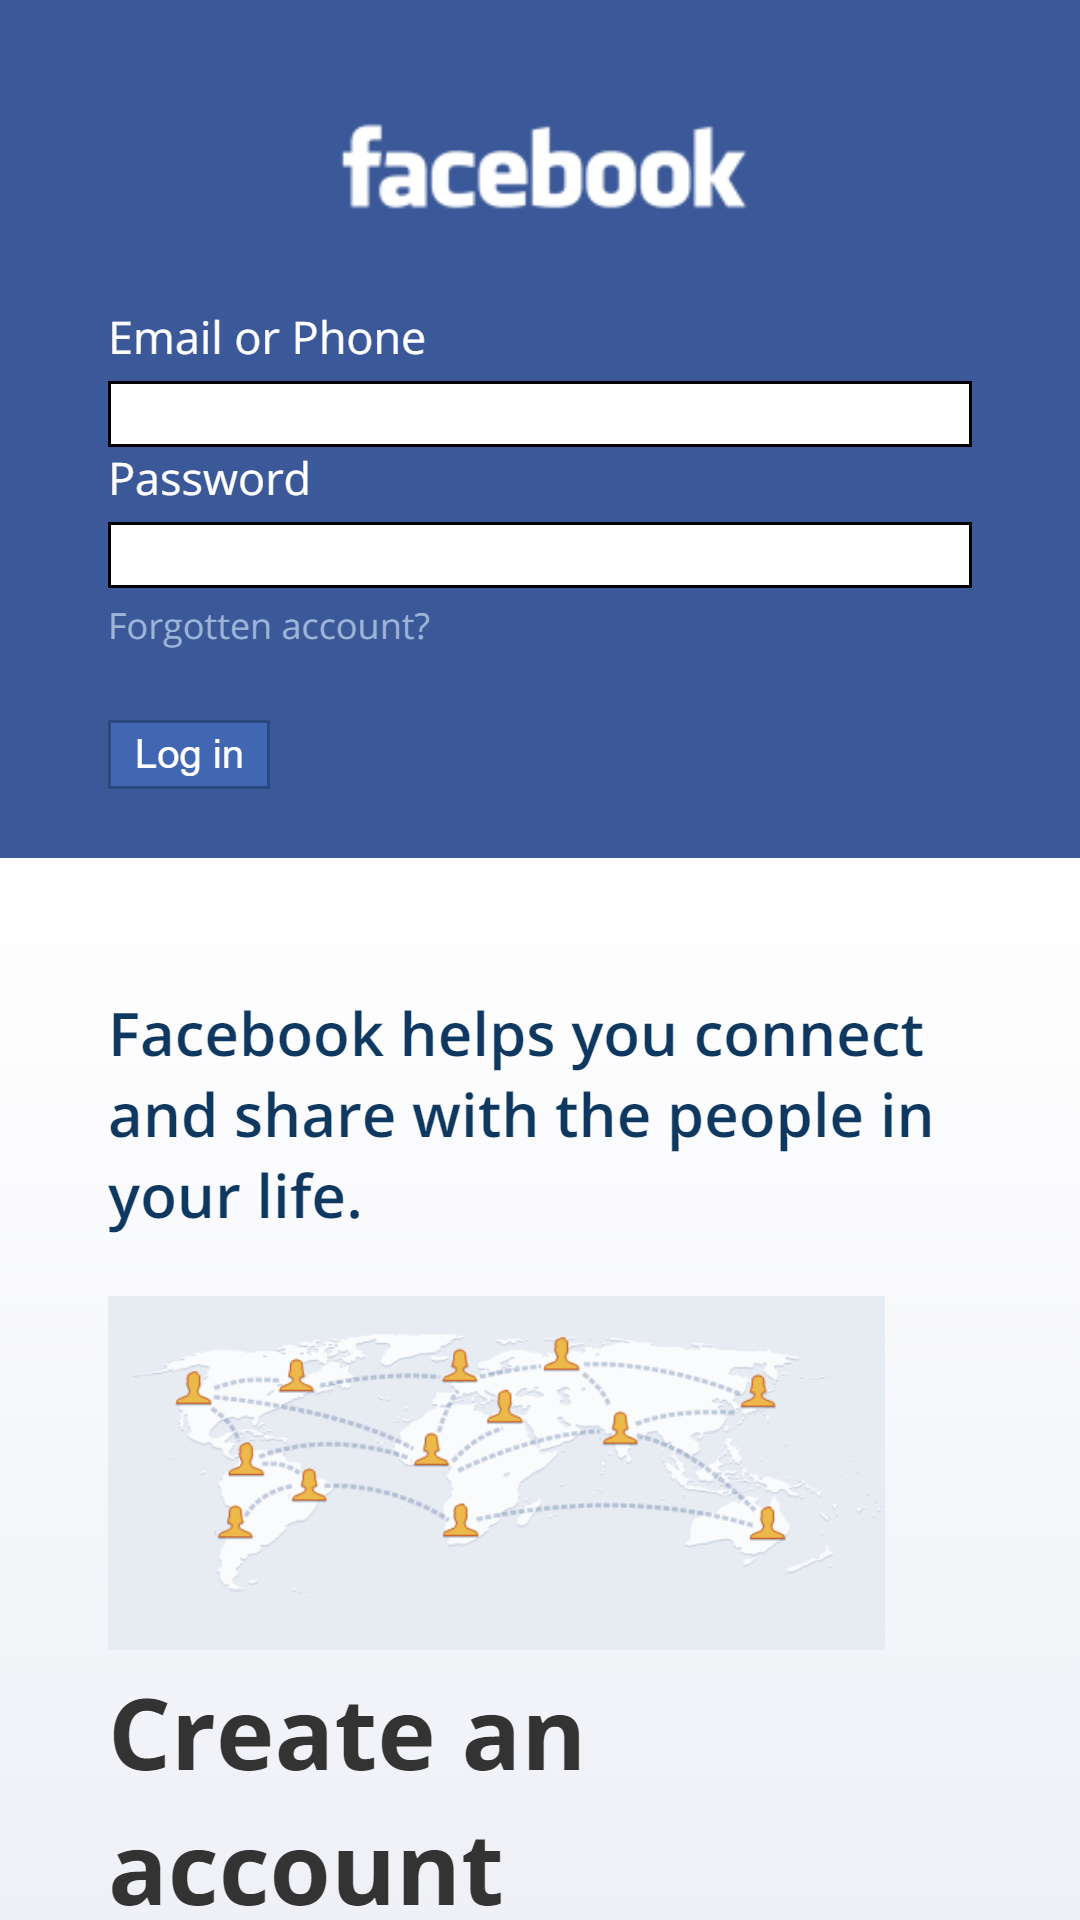 facebook
Email or Phone
Password
Forgotten account?
Log in
Facebook helps you connect
and share with the people in
your life.
Create an
account